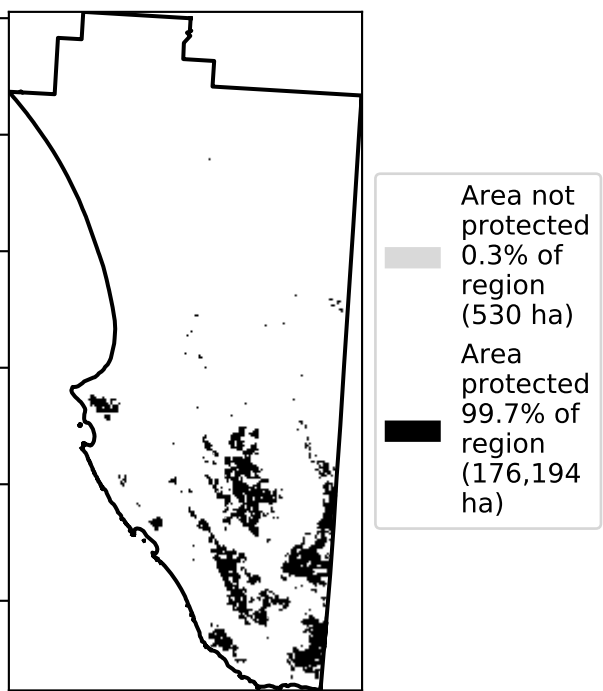 Area not
protected
0.3% of
region
(530 ha)
Area
protected
99.7% of
region
(176,194
ha)